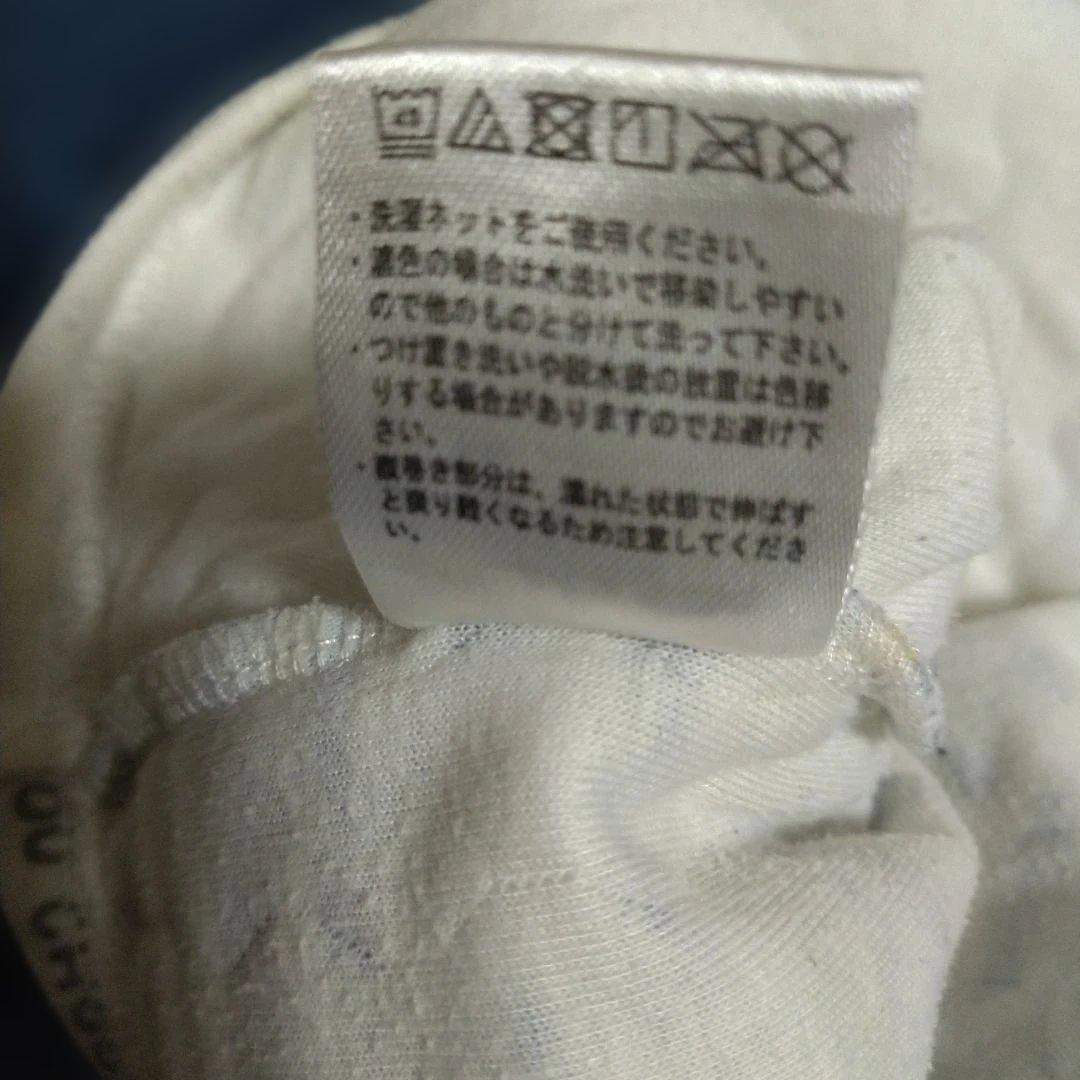 ・洗濯ネットをご使用ください。
・濃色の場合は水洗いで移染しやすい
ので他のものと分けて洗って下さい。
・つけ置き洗いや脱水後の放置は色移
りする場合がありますのでお避け下
さい。
・腹巻き部分は、濡れた状態で伸ばす
と戻り難くなるため注意してくださ
い。